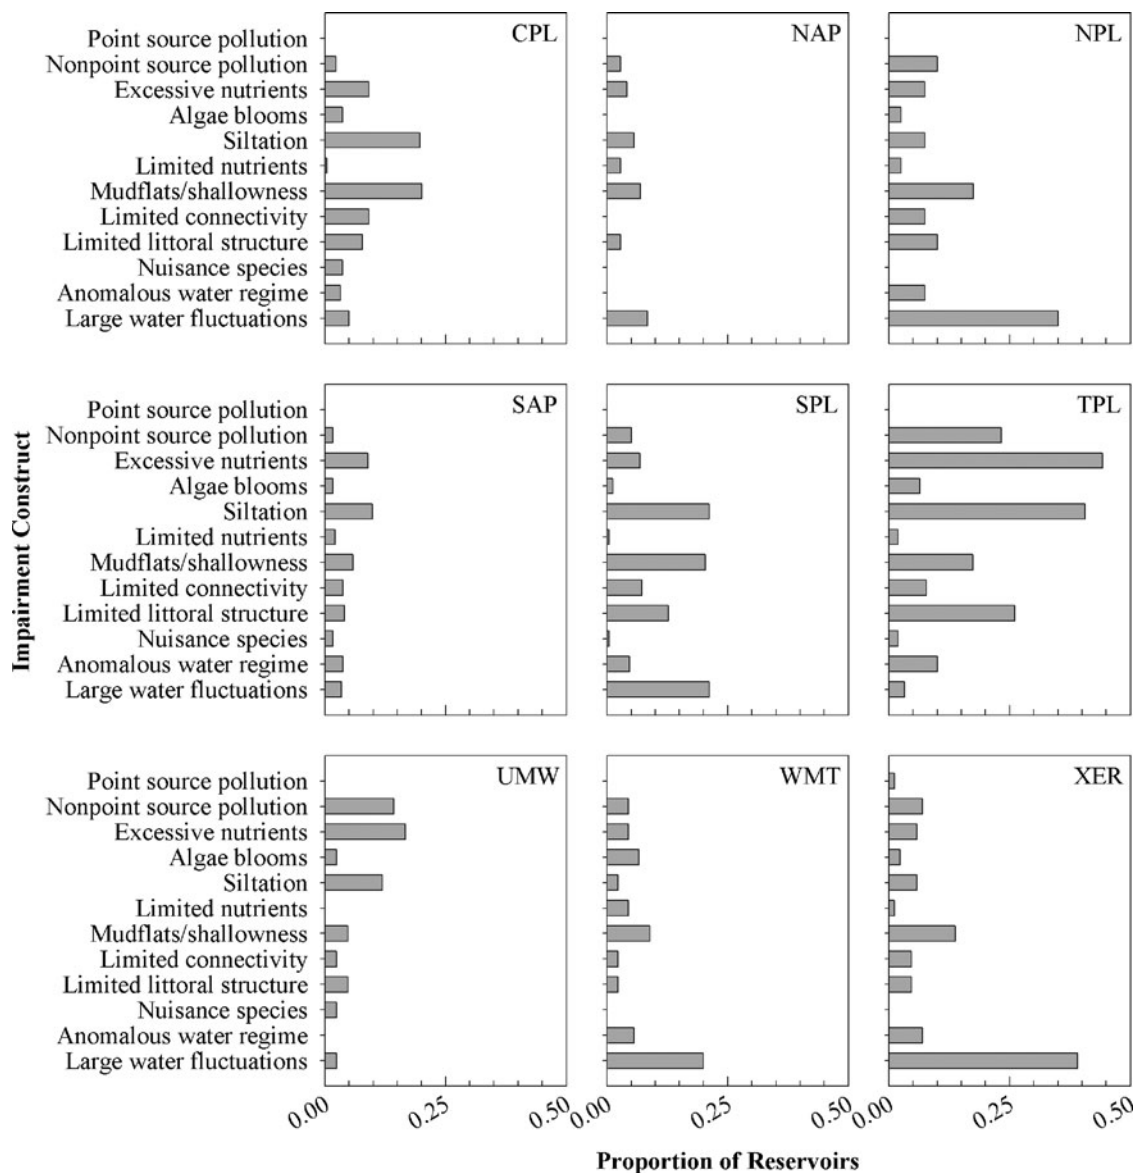 CPL
NAP
NPL
Point source pollution
Nonpoint source pollution
Excessive nutrients
Algae blooms
Siltation
Limited nutrients
Mudflats/shallowness
Limited connectivity
Limited littoral structure
Nuisance species
Anomalous water regime
Large water fluctuations
Impairment Construct
SAP
SPL
TPL
Point source pollution
Nonpoint source pollution
Excessive nutrients
Algae blooms
Siltation
Limited nutrients
Mudflats/shallowness
Limited connectivity
Limited littoral structure
Nuisance species
Anomalous water regime
Large water fluctuations
UMW
WMT
XER
Point source pollution
Nonpoint source pollution
Excessive nutrients
Algae blooms
Siltation
Limited nutrients
Mudflats/shallowness
Limited connectivity
Limited littoral structure
Nuisance species
Anomalous water regime
Large water fluctuations
0.00 0.25 0.50 0.00 0.25 0.50 0.00 0.25 0.50
Proportion of Reservoirs